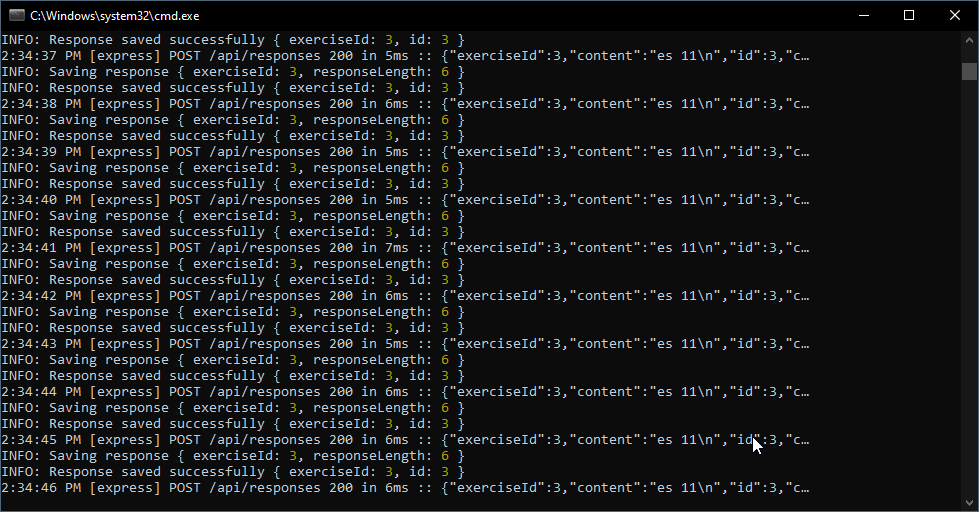 C:\Windows\system32\cmd.exe
INFO: Response saved successfully { exerciseId: 3, id: 3 }
2:34:37 PM [express] POST /api/responses 200 in 5ms :: {"exerciseId":3,"content":"es 11\n","id":3,"c…
INFO: Saving response { exerciseId: 3, responseLength: 6 }
INFO: Response saved successfully { exerciseId: 3, id: 3 }
2:34:38 PM [express] POST /api/responses 200 in 6ms :: {"exerciseId":3,"content":"es 11\n","id":3,"c…
INFO: Saving response { exerciseId: 3, responseLength: 6 }
INFO: Response saved successfully { exerciseId: 3, id: 3 }
2:34:39 PM [express] POST /api/responses 200 in 5ms :: {"exerciseId":3,"content":"es 11\n","id":3,"c…
INFO: Saving response { exerciseId: 3, responseLength: 6 }
INFO: Response saved successfully { exerciseId: 3, id: 3 }
2:34:40 PM [express] POST /api/responses 200 in 5ms :: {"exerciseId":3,"content":"es 11\n","id":3,"c…
INFO: Saving response { exerciseId: 3, responseLength: 6 }
INFO: Response saved successfully { exerciseId: 3, id: 3 }
2:34:41 PM [express] POST /api/responses 200 in 7ms :: {"exerciseId":3,"content":"es 11\n","id":3,"c…
INFO: Saving response { exerciseId: 3, responseLength: 6 }
INFO: Response saved successfully { exerciseId: 3, id: 3 }
2:34:42 PM [express] POST /api/responses 200 in 6ms :: {"exerciseId":3,"content":"es 11\n","id":3,"c…
INFO: Saving response { exerciseId: 3, responseLength: 6 }
INFO: Response saved successfully { exerciseId: 3, id: 3 }
2:34:43 PM [express] POST /api/responses 200 in 5ms :: {"exerciseId":3,"content":"es 11\n","id":3,"c…
INFO: Saving response { exerciseId: 3, responseLength: 6 }
INFO: Response saved successfully { exerciseId: 3, id: 3 }
2:34:44 PM [express] POST /api/responses 200 in 6ms :: {"exerciseId":3,"content":"es 11\n","id":3,"c…
INFO: Saving response { exerciseId: 3, responseLength: 6 }
INFO: Response saved successfully { exerciseId: 3, id: 3 }
2:34:45 PM [express] POST /api/responses 200 in 6ms :: {"exerciseId":3,"content":"es 11\n","id":3,"c…
INFO: Saving response { exerciseId: 3, responseLength: 6 }
INFO: Response saved successfully { exerciseId: 3, id: 3 }
2:34:46 PM [express] POST /api/responses 200 in 6ms :: {"exerciseId":3,"content":"es 11\n","id":3,"c…